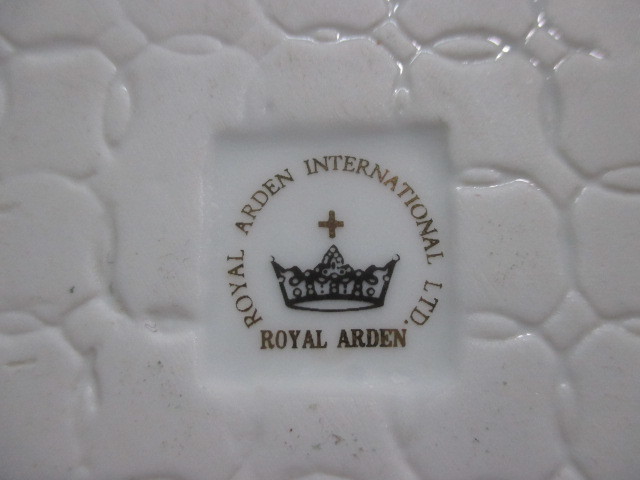 ROYAL ARDEN INTERNATIONAL LTD.
ROYAL ARDEN